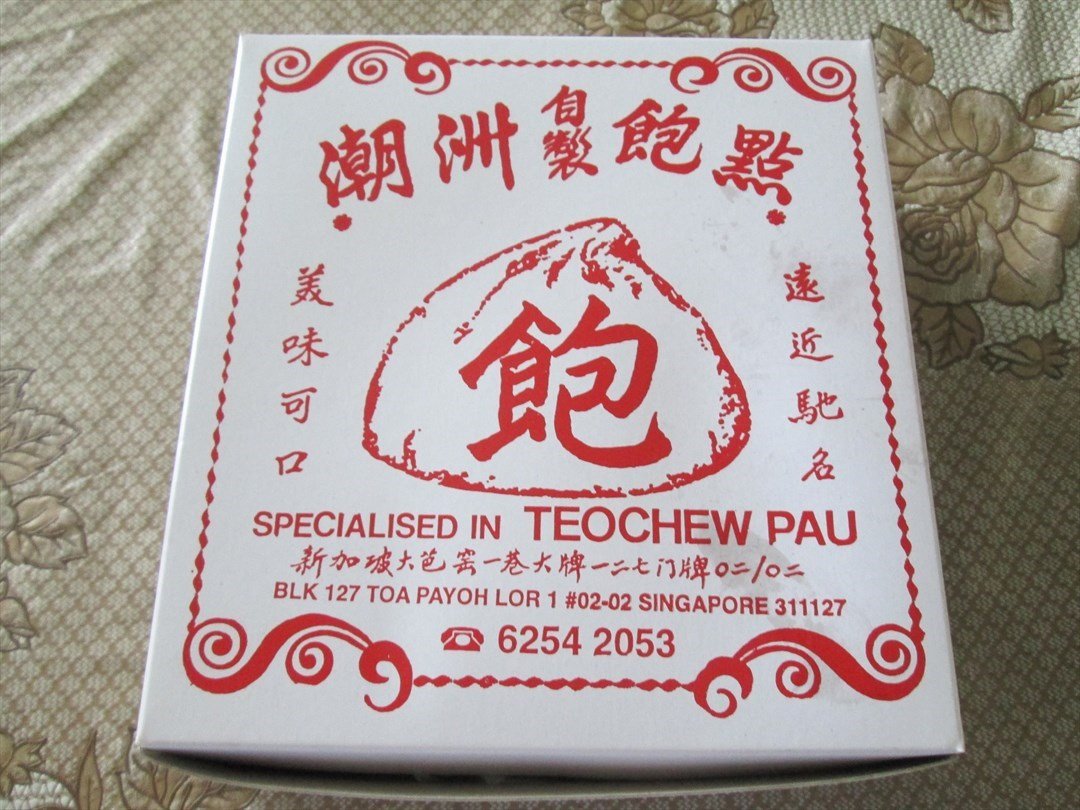 潮洲自製飽點
美味可口
遠近馳名
飽
SPECIALISED IN TEOCHEW PAU
新加坡大芭窑一巷大牌一二七门牌〇二/〇二
BLK 127 TOA PAYOH LOR 1 #02-02 SINGAPORE 311127
☎ 6254 2053